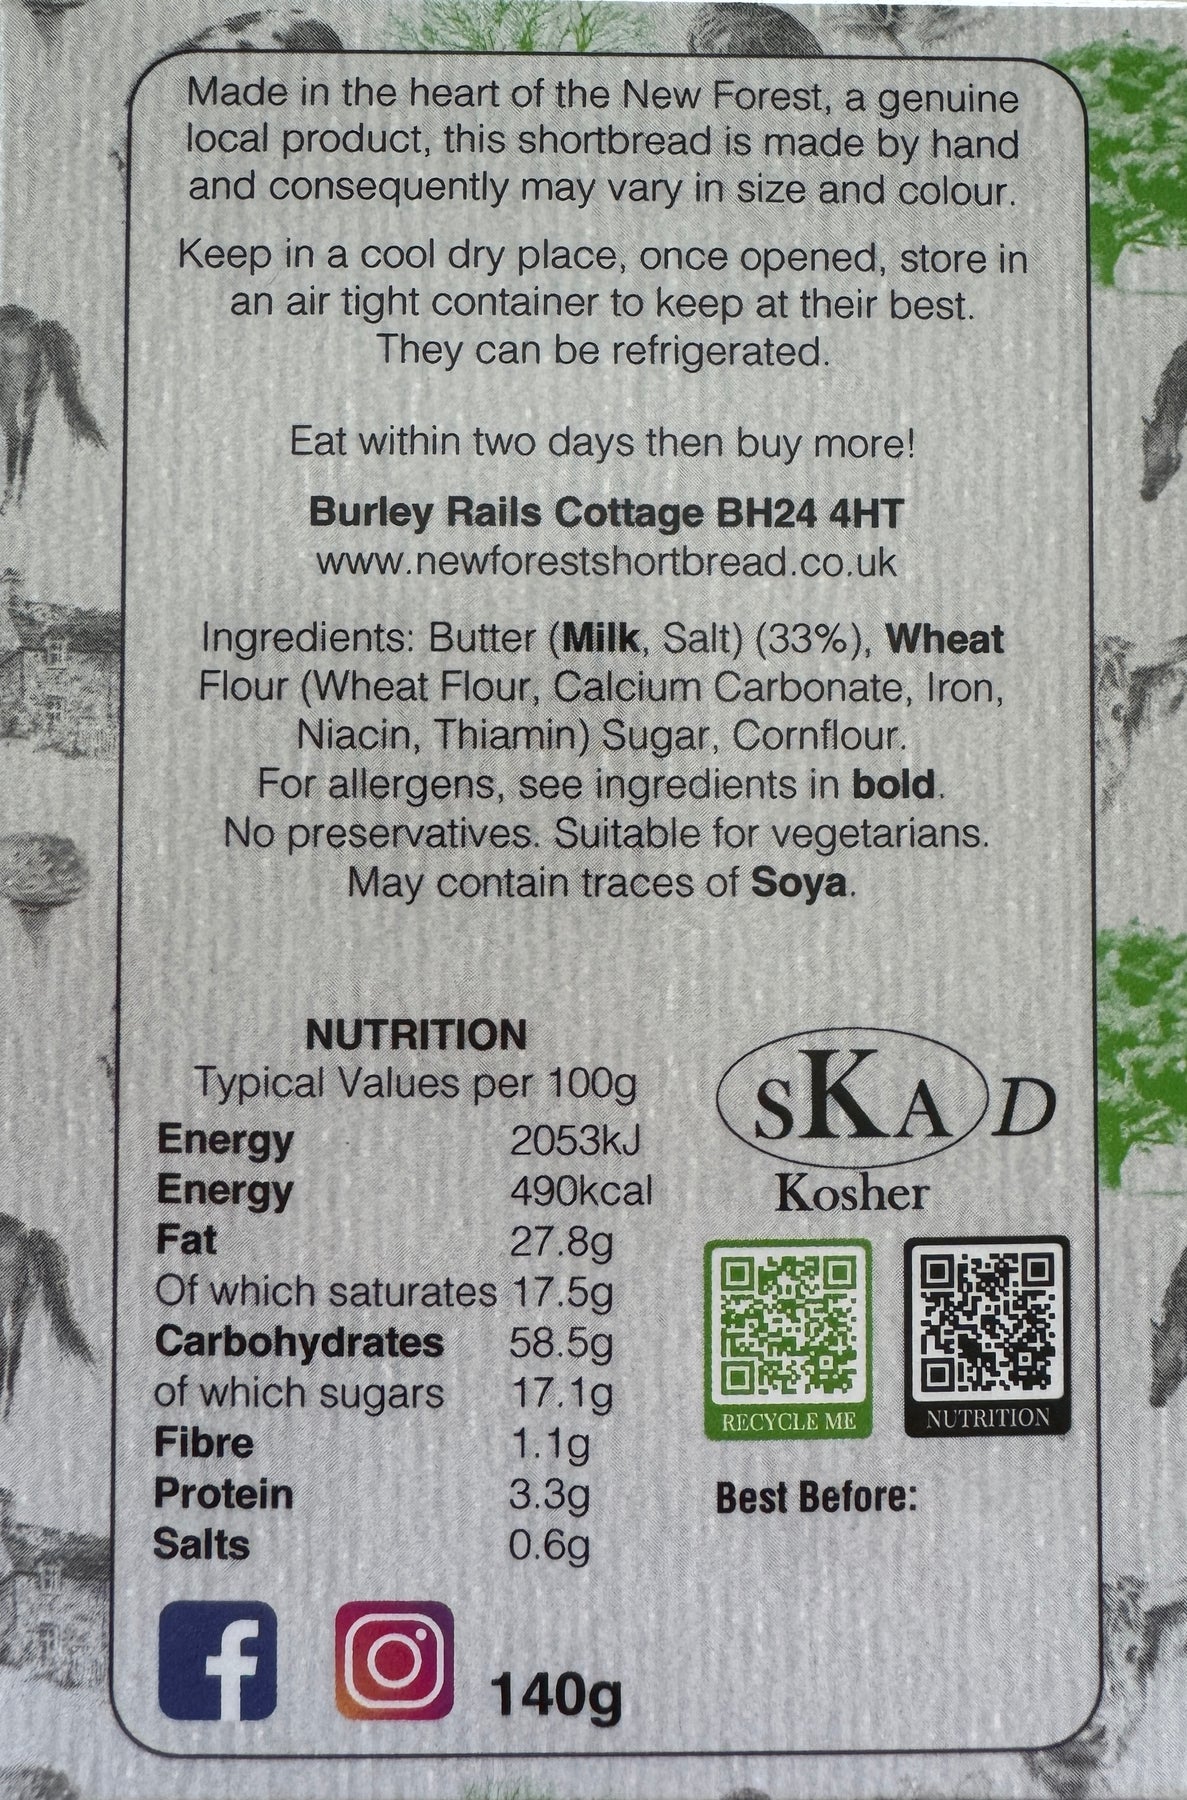 Made in the heart of the New Forest, a genuine
local product, this shortbread is made by hand
and consequently may vary in size and colour.
Keep in a cool dry place, once opened, store in
an air tight container to keep at their best.
They can be refrigerated.
Eat within two days then buy more!
Burley Rails Cottage BH24 4HT
www.newforestshortbread.co.uk
Ingredients: Butter (Milk, Salt) (33%), Wheat
Flour (Wheat Flour, Calcium Carbonate, Iron,
Niacin, Thiamin) Sugar, Cornflour.
For allergens, see ingredients in bold.
No preservatives. Suitable for vegetarians.
May contain traces of Soya.
NUTRITION
Typical Values per 100g
Energy 2053kJ
Energy 490kcal
Fat 27.8g
Of which saturates 17.5g
Carbohydrates 58.5g
of which sugars 17.1g
Fibre 1.1g
Protein 3.3g
Salts 0.6g
SKA D
Kosher
RECYCLE ME
NUTRITION
Best Before:
140g